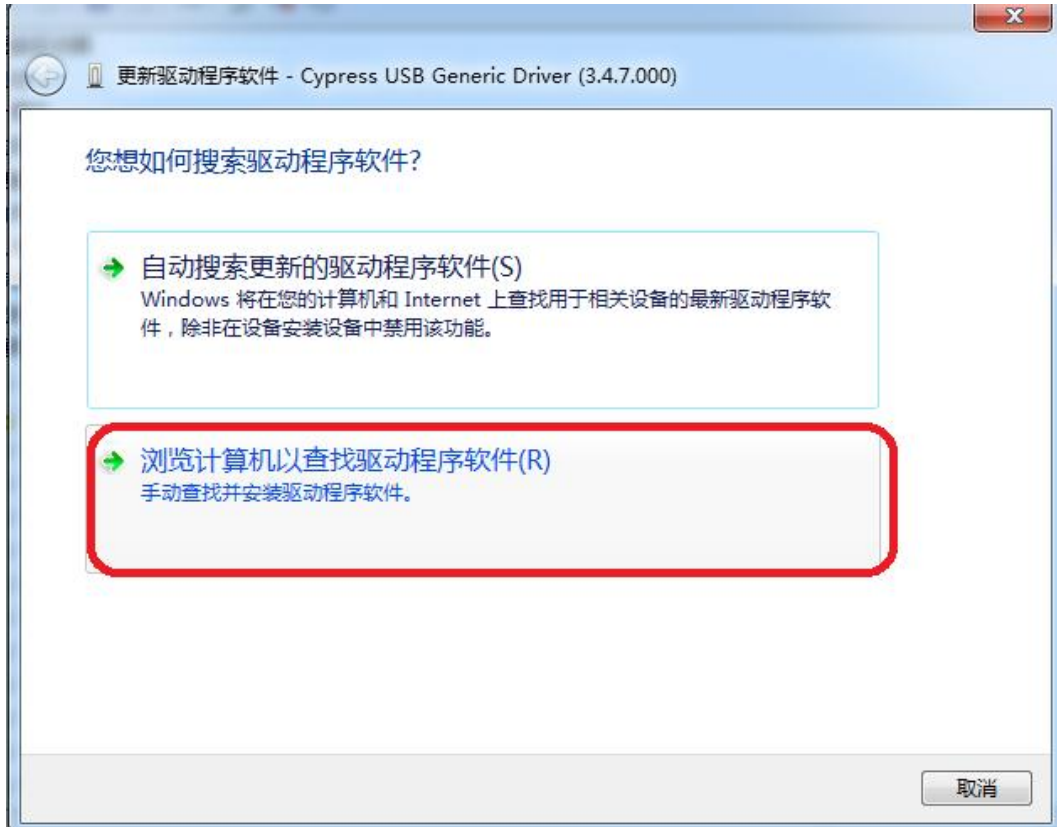 更新驱动程序软件 - Cypress USB Generic Driver (3.4.7.000)
您想如何搜索驱动程序软件?
自动搜索更新的驱动程序软件(S)
Windows 将在您的计算机和 Internet 上查找用于相关设备的最新驱动程序软
件，除非在设备安装设备中禁用该功能。
浏览计算机以查找驱动程序软件(R)
手动查找并安装驱动程序软件。
取消